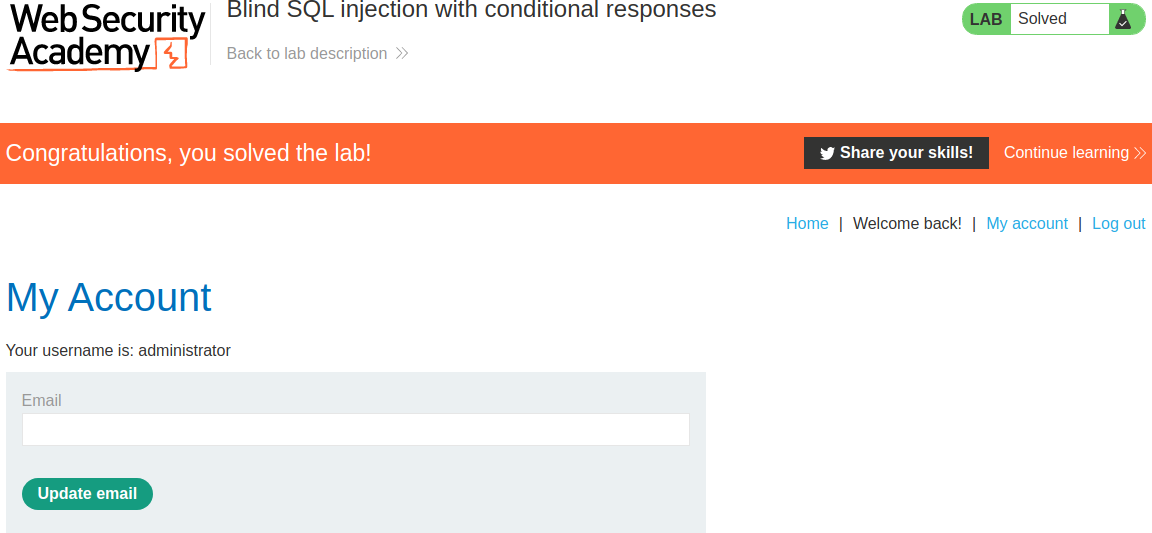 Web Security
Academy
Blind SQL injection with conditional responses
Back to lab description
LAB Solved
Congratulations, you solved the lab!
Share your skills! Continue learning
Home | Welcome back! | My account | Log out
My Account
Your username is: administrator
Email
Update email